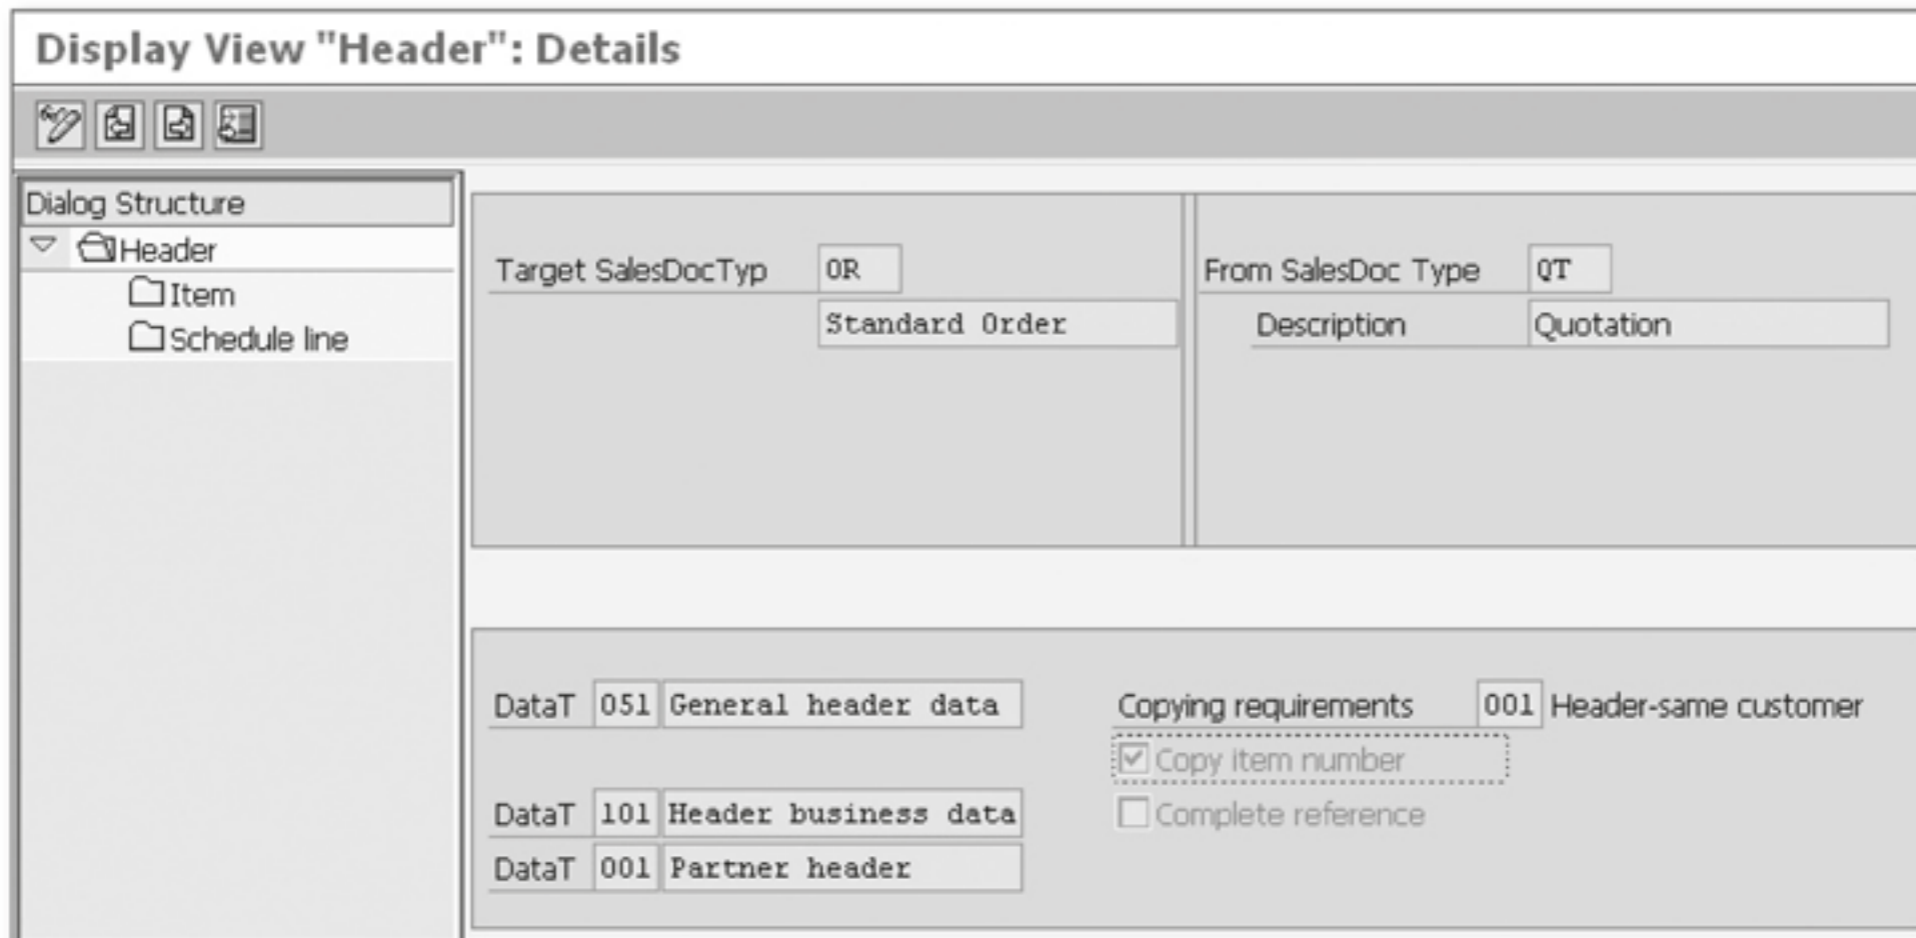 Display View "Header": Details
Dialog Structure
Header
Item
Schedule line
Target SalesDocTyp OR
Standard Order
From SalesDoc Type QT
Description Quotation
DataT 051 General header data
Copying requirements 001 Header-same customer
Copy item number
DataT 101 Header business data
Complete reference
DataT 001 Partner header